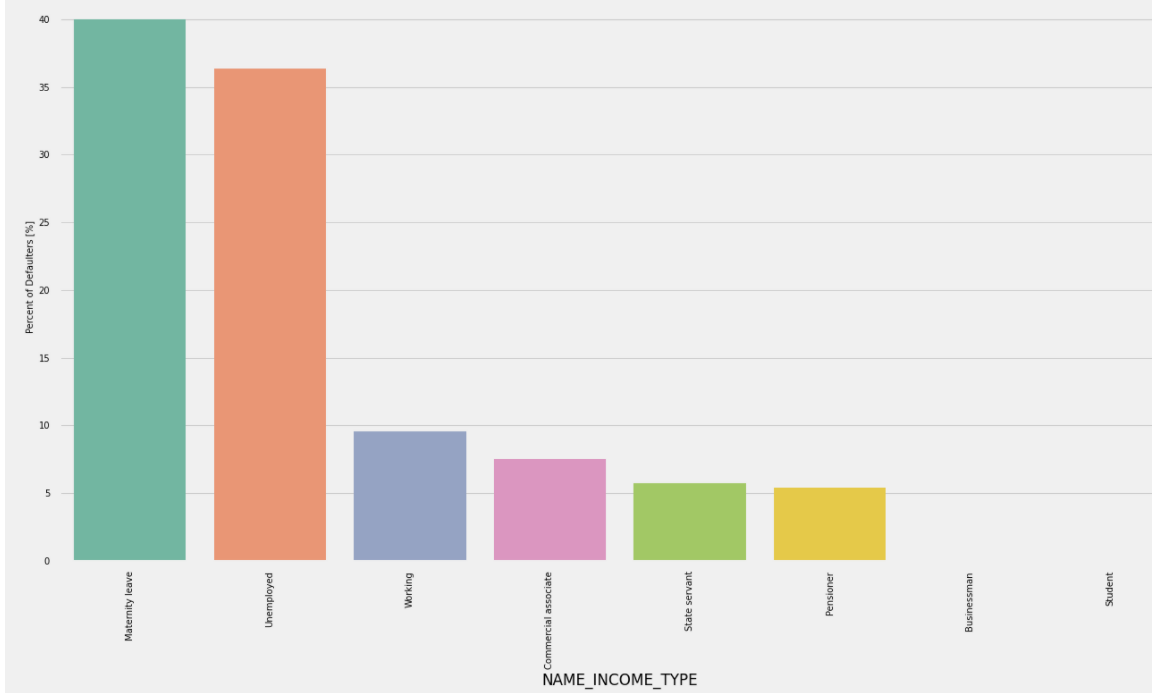 40
35
30
25
20
15
10
5
0
Percent of Defaulters [%]
Maternity leave
Unemployed
Working
Commercial associate
State servant
Pensioner
Businessman
Student
NAME_INCOME_TYPE